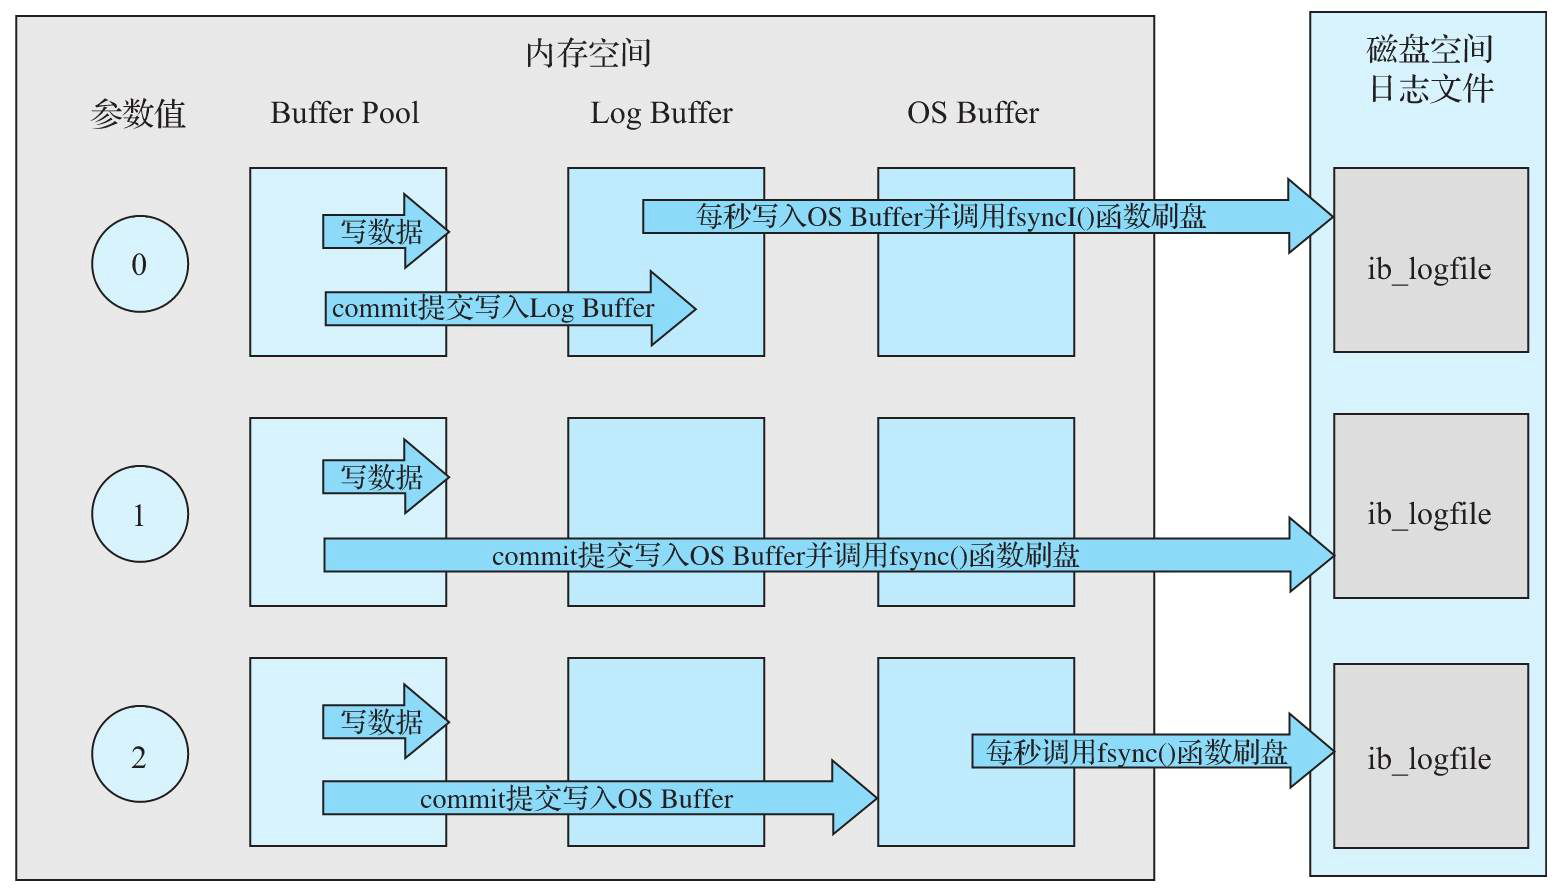 内存空间
磁盘空间
日志文件
参数值
Buffer Pool
Log Buffer
OS Buffer
写数据
每秒写入OS Buffer并调用fsyncI()函数刷盘
0
ib_logfile
commit提交写入Log Buffer
写数据
1
ib_logfile
commit提交写入OS Buffer并调用fsync()函数刷盘
写数据
每秒调用fsync()函数刷盘
2
ib_logfile
commit提交写入OS Buffer